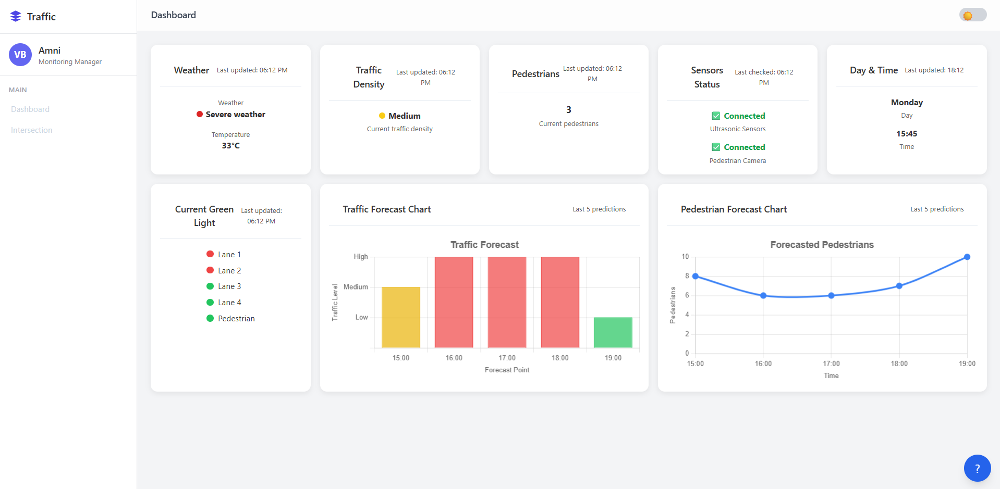 Traffic
Dashboard
VB
Amni
Monitoring Manager
MAIN
Dashboard
Intersection
Weather
Last updated: 06:12 PM
Weather
Severe weather
Temperature
33°C
Traffic
Density
Last updated: 06:12
PM
Medium
Current traffic density
Pedestrians
Last updated: 06:12
PM
3
Current pedestrians
Sensors
Status
Last checked: 06:12
PM
Connected
Ultrasonic Sensors
Connected
Pedestrian Camera
Day & Time
Last updated: 18:12
Monday
Day
15:45
Time
Current Green
Light
Last updated:
06:12 PM
Lane 1
Lane 2
Lane 3
Lane 4
Pedestrian
Traffic Forecast Chart
Last 5 predictions
Traffic Forecast
Traffic Level
High
Medium
Low
15:00
16:00
17:00
18:00
19:00
Forecast Point
Pedestrian Forecast Chart
Last 5 predictions
Forecasted Pedestrians
Pedestrians
10
8
6
4
2
0
15:00
16:00
17:00
18:00
19:00
Time
?